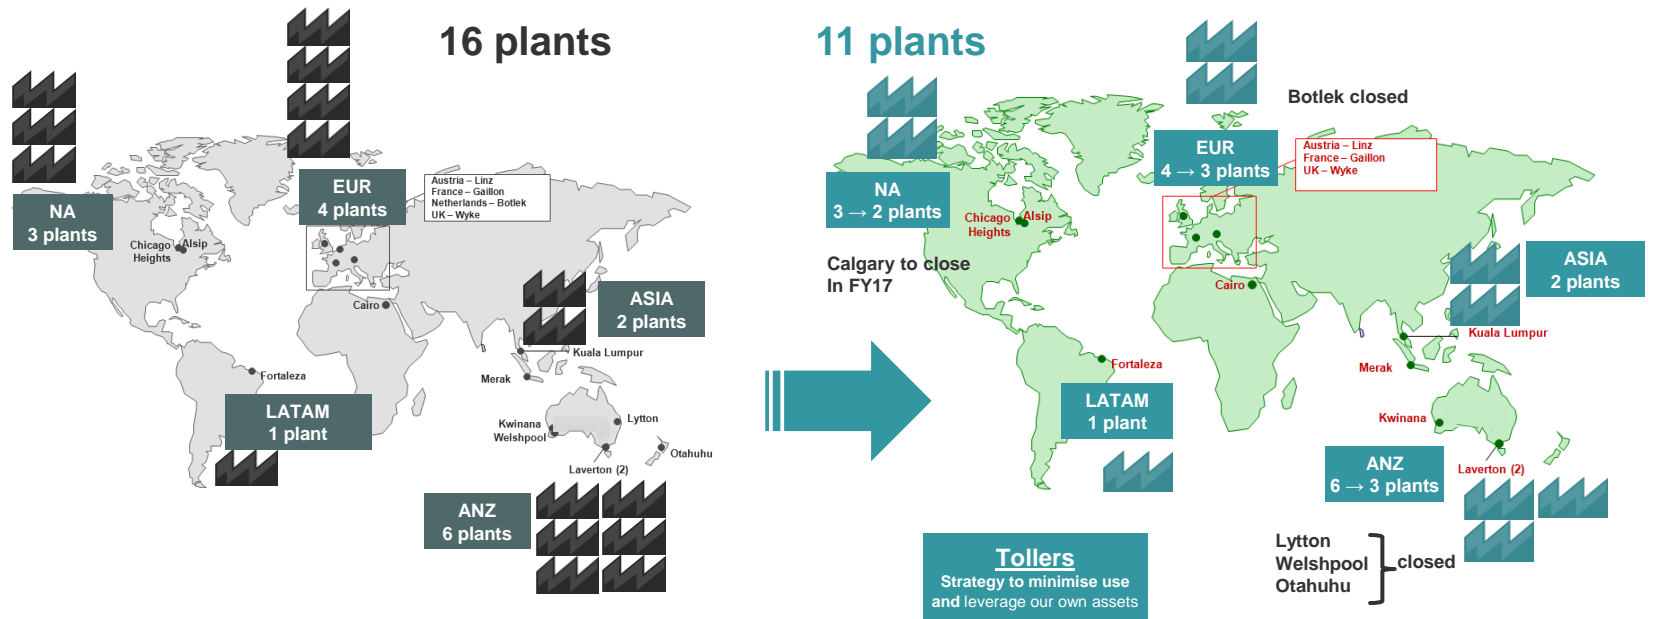 16 plants
NA
3 plants
EUR
4 plants
Austria – Linz
France – Gaillon
Netherlands – Botlek
UK – Wyke
Chicago
Heights
Alsip
Cairo
ASIA
2 plants
Kuala Lumpur
Merak
Fortaleza
LATAM
1 plant
Kwinana
Welshpool
Lytton
Otahuhu
Laverton (2)
ANZ
6 plants
11 plants
Botlek closed
NA
3 → 2 plants
EUR
4 → 3 plants
Austria – Linz
France – Gaillon
UK – Wyke
Chicago
Heights
Alsip
Calgary to close
In FY17
Cairo
ASIA
2 plants
Kuala Lumpur
Merak
Fortaleza
LATAM
1 plant
Kwinana
Laverton (2)
ANZ
6 → 3 plants
Lytton
Welshpool
Otahuhu
closed
Tollers
Strategy to minimise use
and leverage our own assets